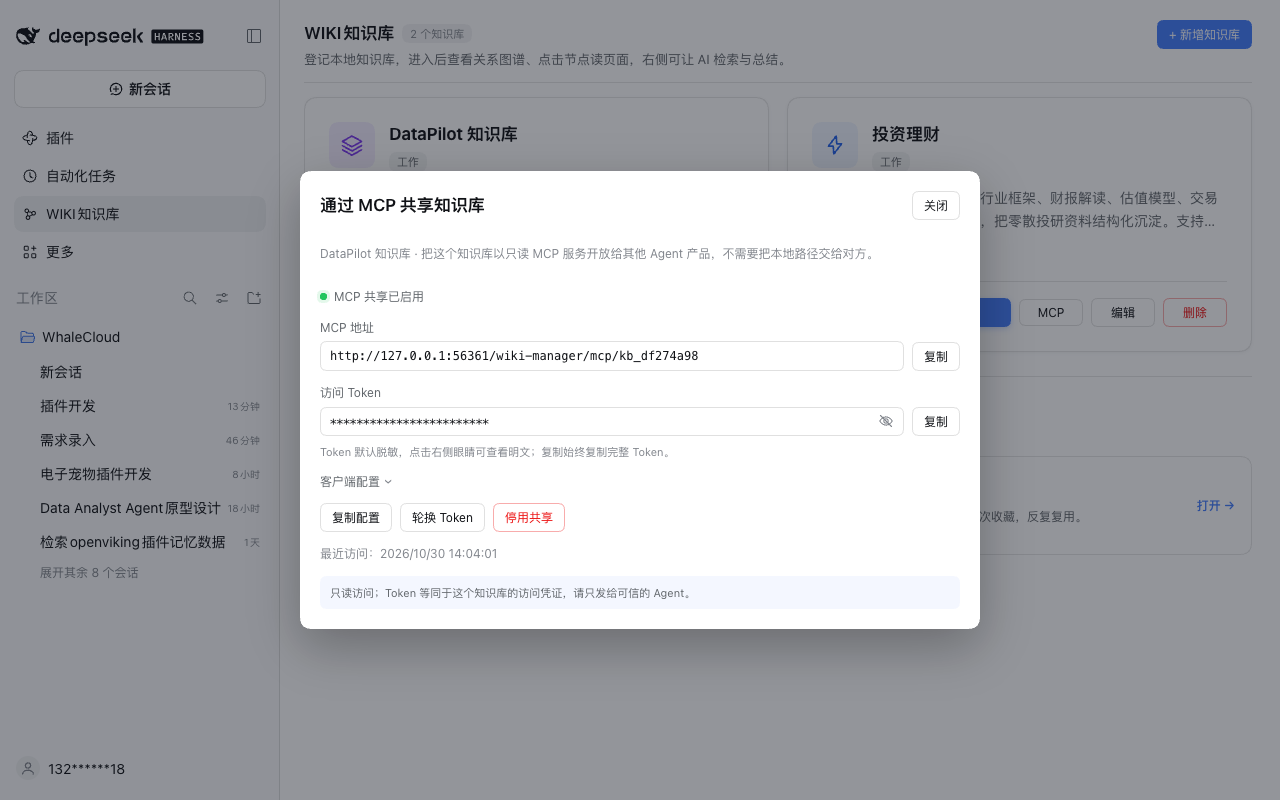 deepseek HARNESS
新会话
插件
自动化任务
WIKI知识库
更多
工作区
WhaleCloud
新会话
插件开发 13分钟
需求录入 46分钟
电子宠物插件开发 8小时
Data Analyst Agent原型设计 18小时
检索openviking插件记忆数据 1天
展开其余 8 个会话
132******18
WIKI知识库 2 个知识库
+ 新增知识库
登记本地知识库，进入后查看关系图谱、点击节点读页面，右侧可让 AI 检索与总结。
DataPilot 知识库
工作
投资理财
工作
行业框架、财报解读、估值模型、交易
，把零散投研资料结构化沉淀。支持...
MCP 编辑 删除
次收藏，反复复用。
打开 →
通过 MCP 共享知识库
关闭
DataPilot 知识库 · 把这个知识库以只读 MCP 服务开放给其他 Agent 产品，不需要把本地路径交给对方。
MCP 共享已启用
MCP 地址
http://127.0.0.1:56361/wiki-manager/mcp/kb_df274a98 复制
访问 Token
************************ 复制
Token 默认脱敏，点击右侧眼睛可查看明文；复制始终复制完整 Token。
客户端配置
复制配置 轮换 Token 停用共享
最近访问：2026/10/30 14:04:01
只读访问；Token 等同于这个知识库的访问凭证，请只发给可信的 Agent。